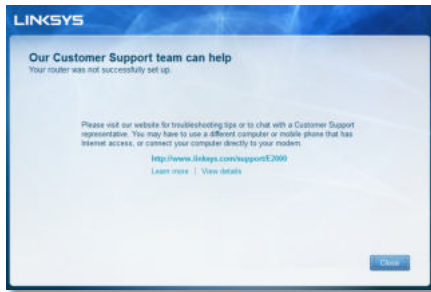 LINKSYS
Our Customer Support team can help
Your router was not successfully set up.
Please visit our website for troubleshooting tips or to chat with a Customer Support
representative. You may have to use a different computer or mobile phone that has
Internet access, or connect your computer directly to your modem.
http://www.linksys.com/support/E2000
Learn more | View details
Close